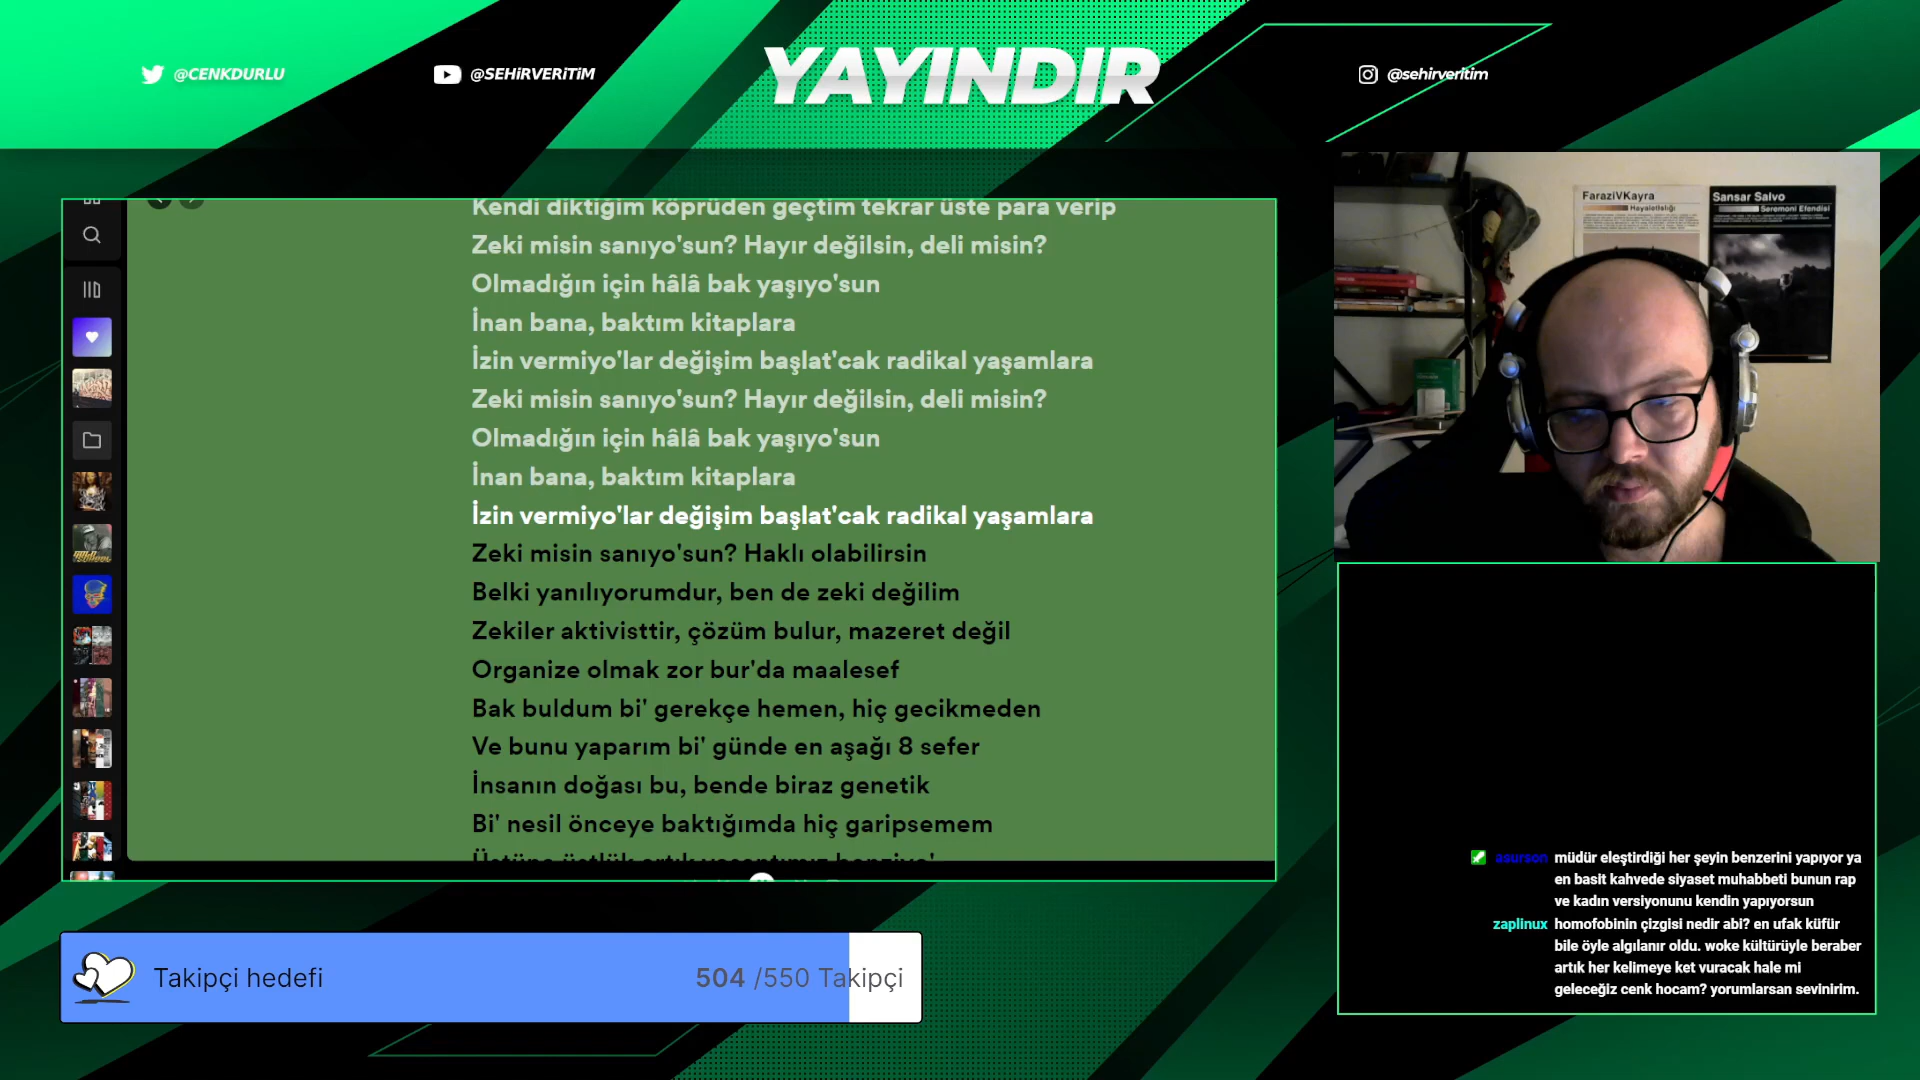 @CENKDURLU
@SEHİRVERİTİM
YAYINDIR
@sehirveritim
Kendi diktiğim köprüden geçtim tekrar üste para verip
Zeki misin sanıyo'sun? Hayır değilsin, deli misin?
Olmadığın için hâlâ bak yaşıyo'sun
İnan bana, baktım kitaplara
İzin vermiyo'lar değişim başlat'cak radikal yaşamlara
Zeki misin sanıyo'sun? Hayır değilsin, deli misin?
Olmadığın için hâlâ bak yaşıyo'sun
İnan bana, baktım kitaplara
İzin vermiyo'lar değişim başlat'cak radikal yaşamlara
Zeki misin sanıyo'sun? Haklı olabilirsin
Belki yanılıyorumdur, ben de zeki değilim
Zekiler aktivisttir, çözüm bulur, mazeret değil
Organize olmak zor bur'da maalesef
Bak buldum bi' gerekçe hemen, hiç gecikmeden
Ve bunu yaparım bi' günde en aşağı 8 sefer
İnsanın doğası bu, bende biraz genetik
Bi' nesil önceye baktığımda hiç garipsemem
FaraziVKayra
Hayaletıslığı
Sansar Salvo
Seremoni Efendisi
asurson müdür eleştirdiği her şeyin benzerini yapıyor ya
en basit kahvede siyaset muhabbeti bunun rap
ve kadın versiyonunu kendin yapıyorsun
zaplinux homofobinin çizgisi nedir abi? en ufak küfür
bile öyle algılanır oldu. woke kültürüyle beraber
artık her kelimeye ket vuracak hale mi
geleceğiz cenk hocam? yorumlarsan sevinirim.
Takipçi hedefi
504 /550 Takipçi